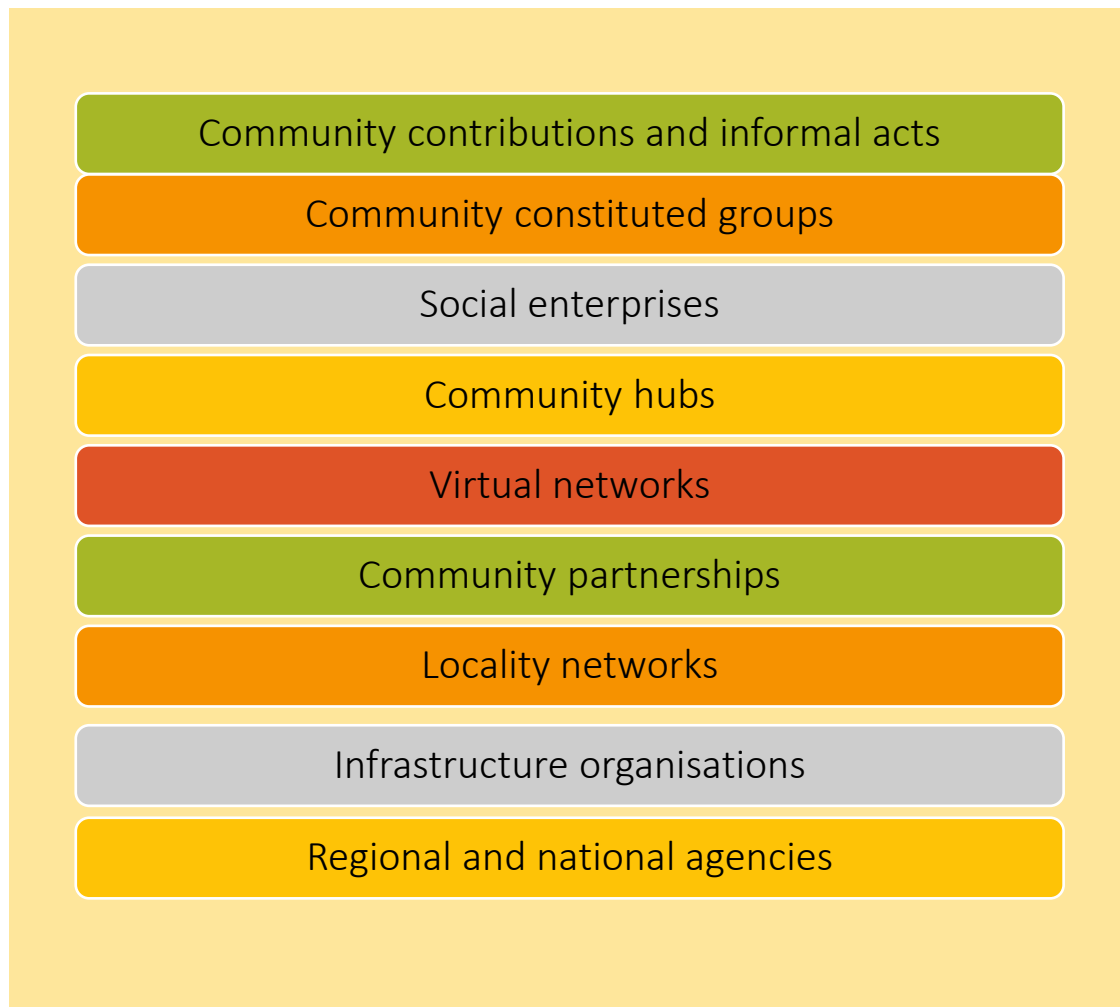 Community contributions and informal acts
Community constituted groups
Social enterprises
Community hubs
Virtual networks
Community partnerships
Locality networks
Infrastructure organisations
Regional and national agencies